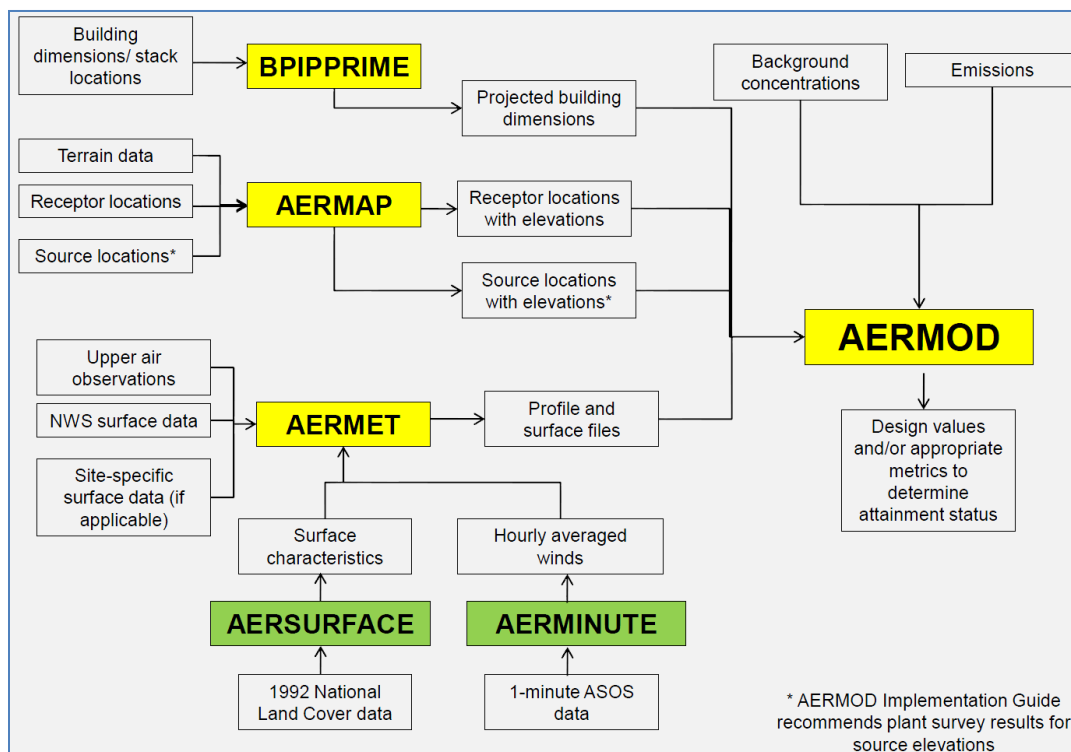 Building
dimensions/ stack
locations
BPIPPRIME
Projected building
dimensions
Background
concentrations
Emissions
Terrain data
Receptor locations
Source locations*
AERMAP
Receptor locations
with elevations
Source locations
with elevations*
AERMOD
Upper air
observations
NWS surface data
Site-specific
surface data (if
applicable)
AERMET
Profile and
surface files
Design values
and/or appropriate
metrics to
determine
attainment status
Surface
characteristics
Hourly averaged
winds
AERSURFACE
AERMINUTE
1992 National
Land Cover data
1-minute ASOS
data
* AERMOD Implementation Guide
recommends plant survey results for
source elevations